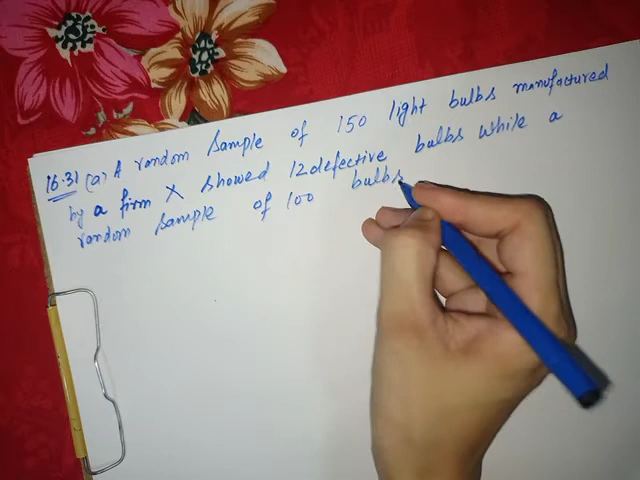 16.31 (a) A random sample of 150 light bulbs manufactured
by a firm X showed 12 defective bulbs while a
random sample of 100 bulbs